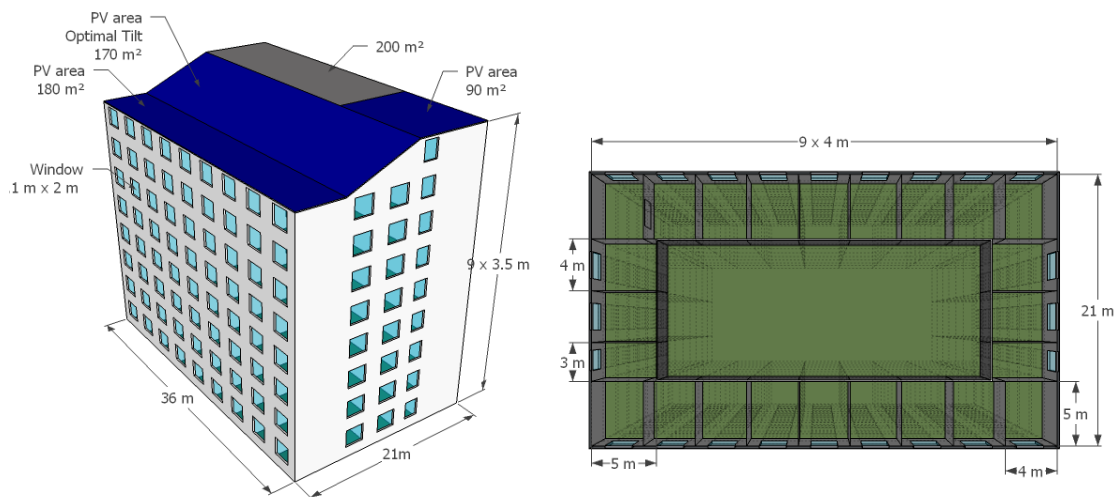 PV area
Optimal Tilt
170 m²
PV area
180 m²
200 m²
PV area
90 m²
Window
.1 m x 2 m
9 x 3.5 m
36 m
21m
9 x 4 m
4 m
3 m
21 m
5 m
5 m
4 m